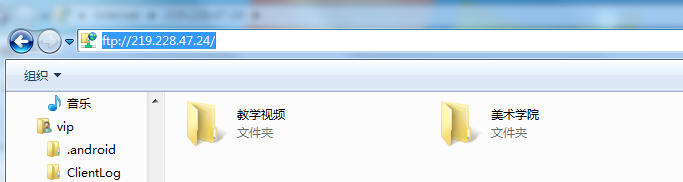 ftp://219.228.47.24/
组织
音乐
vip
.android
ClientLog
教学视频
文件夹
美术学院
文件夹